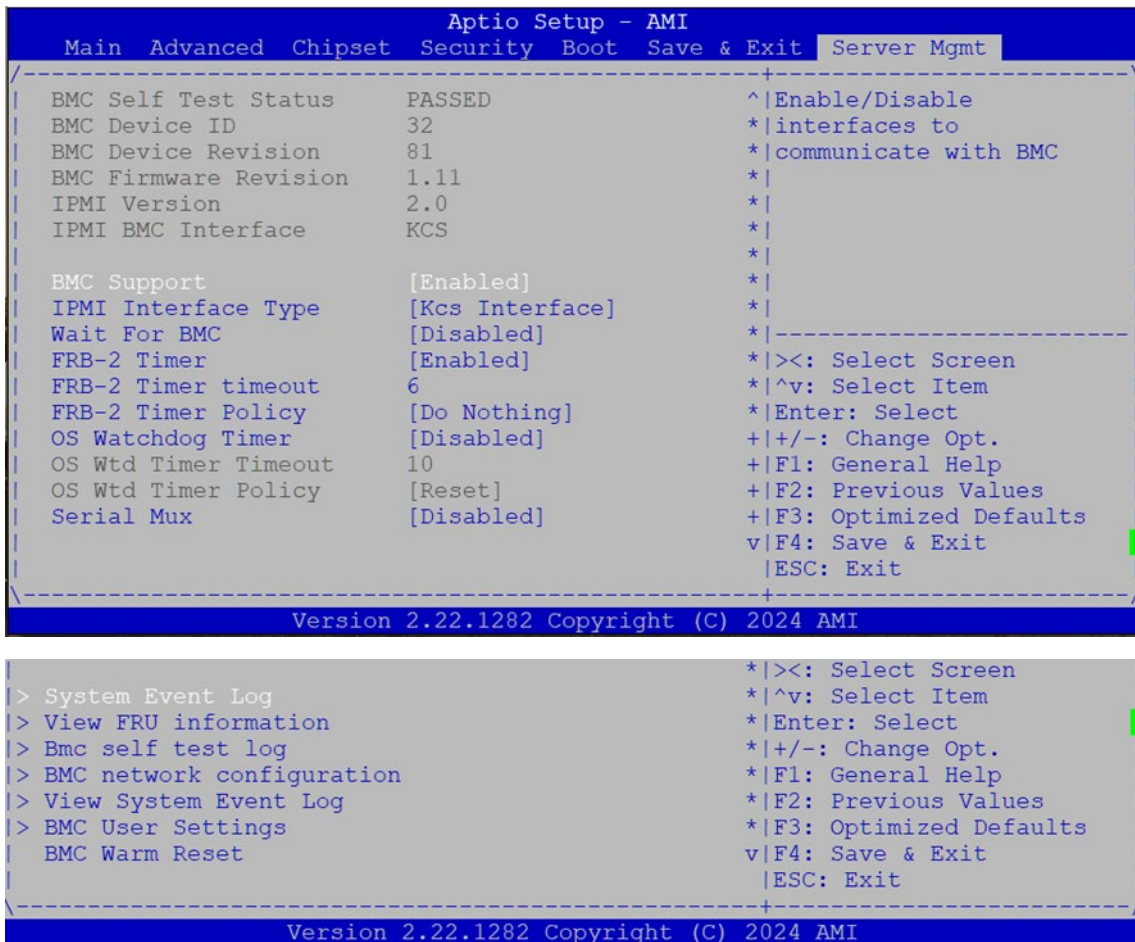 Aptio Setup - AMI
Main Advanced Chipset Security Boot Save & Exit Server Mgmt
/----------------------------------------------------+-------------------------\
| BMC Self Test Status PASSED ^|Enable/Disable
| BMC Device ID 32 *|interfaces to
| BMC Device Revision 81 *|communicate with BMC
| BMC Firmware Revision 1.11 *|
| IPMI Version 2.0 *|
| IPMI BMC Interface KCS *|
| *|
| BMC Support [Enabled] *|
| IPMI Interface Type [Kcs Interface] *|
| Wait For BMC [Disabled] *|-------------------------
| FRB-2 Timer [Enabled] *|><: Select Screen
| FRB-2 Timer timeout 6 *|^v: Select Item
| FRB-2 Timer Policy [Do Nothing] *|Enter: Select
| OS Watchdog Timer [Disabled] +|+/-: Change Opt.
| OS Wtd Timer Timeout 10 +|F1: General Help
| OS Wtd Timer Policy [Reset] +|F2: Previous Values
| Serial Mux [Disabled] +|F3: Optimized Defaults
| v|F4: Save & Exit
| |ESC: Exit
\----------------------------------------------------+-------------------------/
Version 2.22.1282 Copyright (C) 2024 AMI
| *|><: Select Screen
|> System Event Log *|^v: Select Item
|> View FRU information *|Enter: Select
|> Bmc self test log *|+/-: Change Opt.
|> BMC network configuration *|F1: General Help
|> View System Event Log *|F2: Previous Values
|> BMC User Settings *|F3: Optimized Defaults
| BMC Warm Reset v|F4: Save & Exit
| |ESC: Exit
\----------------------------------------------------+-------------------------/
Version 2.22.1282 Copyright (C) 2024 AMI